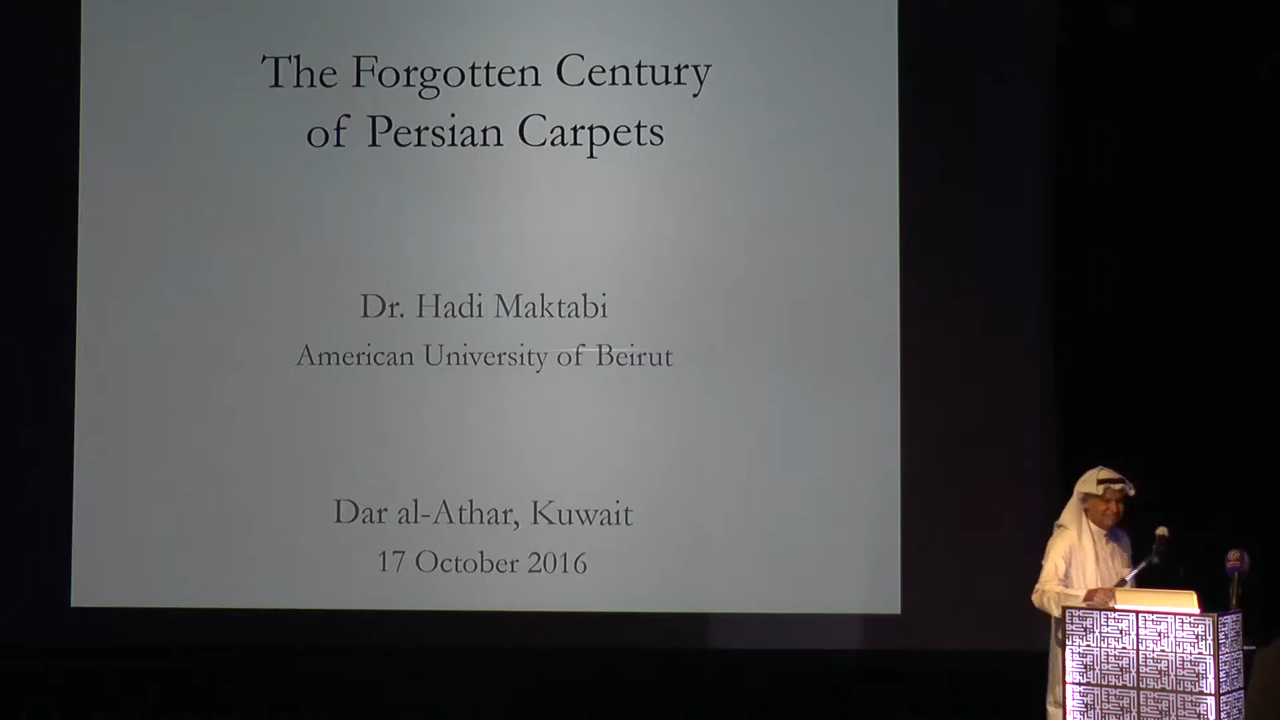 The Forgotten Century
of Persian Carpets
Dr. Hadi Maktabi
American University of Beirut
Dar al-Athar, Kuwait
17 October 2016